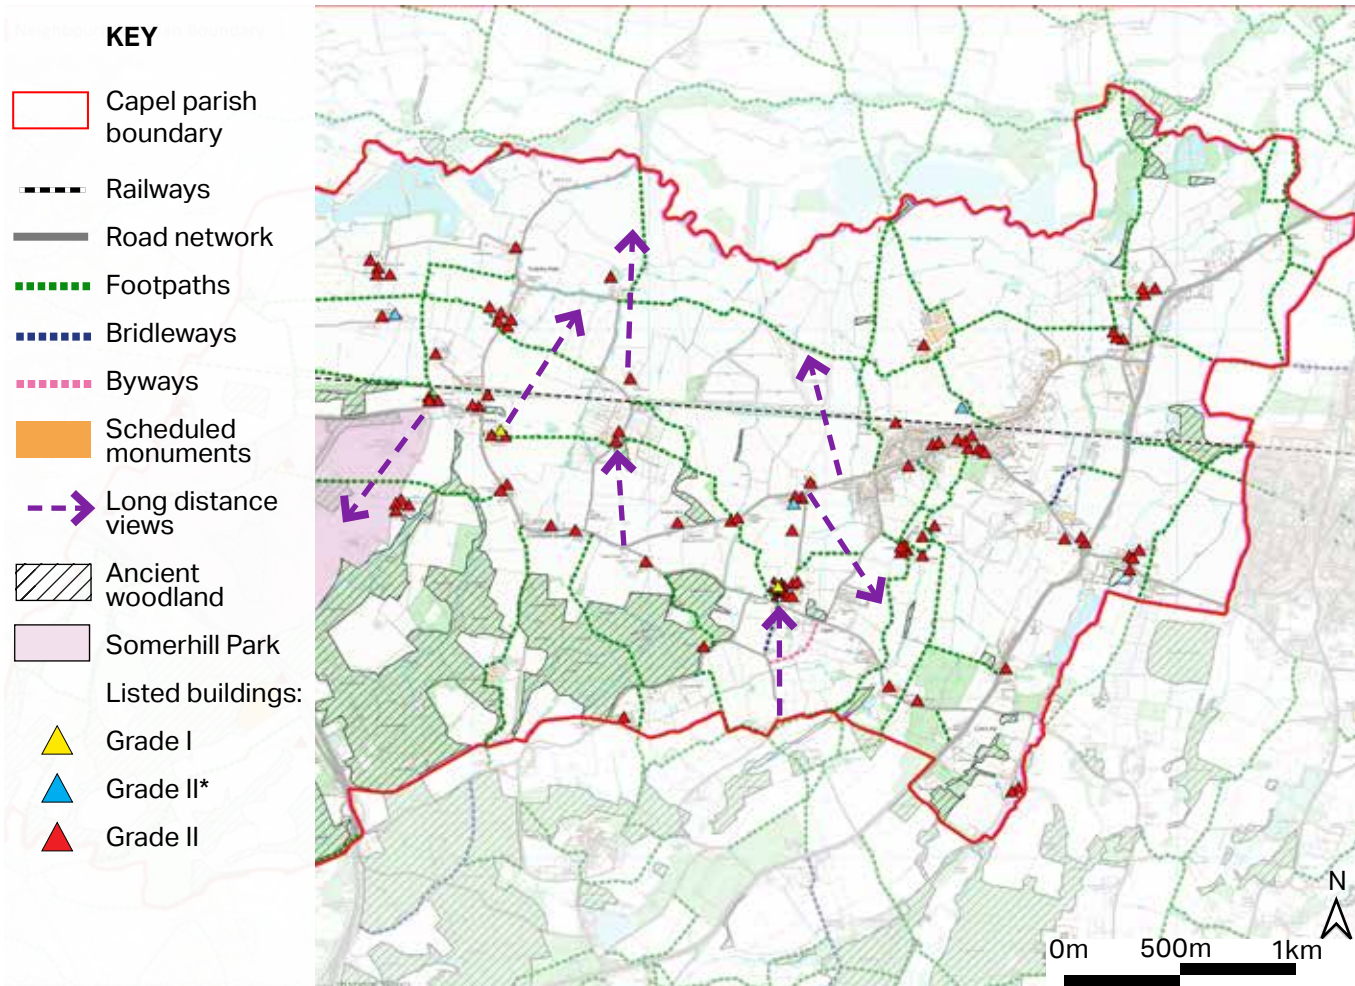 KEY
Capel parish
boundary
Railways
Road network
Footpaths
Bridleways
Byways
Scheduled
monuments
Long distance
views
Ancient
woodland
Somerhill Park
Listed buildings:
Grade I
Grade II*
Grade II
N
0m 500m 1km